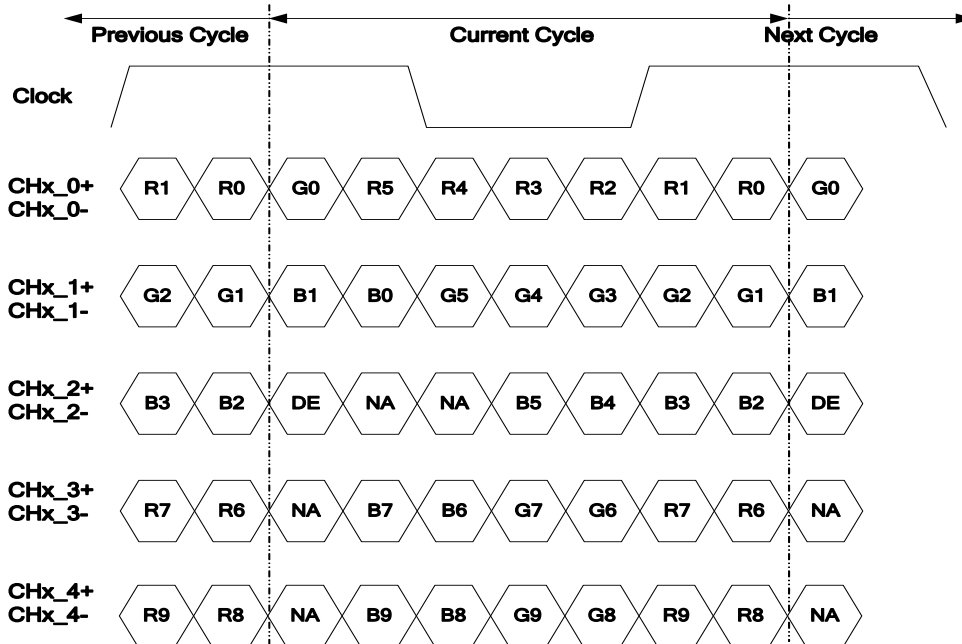 Previous Cycle Current Cycle Next Cycle
Clock
CHx_0+
CHx_0-
R1 R0 G0 R5 R4 R3 R2 R1 R0 G0
CHx_1+
CHx_1-
G2 G1 B1 B0 G5 G4 G3 G2 G1 B1
CHx_2+
CHx_2-
B3 B2 DE NA NA B5 B4 B3 B2 DE
CHx_3+
CHx_3-
R7 R6 NA B7 B6 G7 G6 R7 R6 NA
CHx_4+
CHx_4-
R9 R8 NA B9 B8 G9 G8 R9 R8 NA